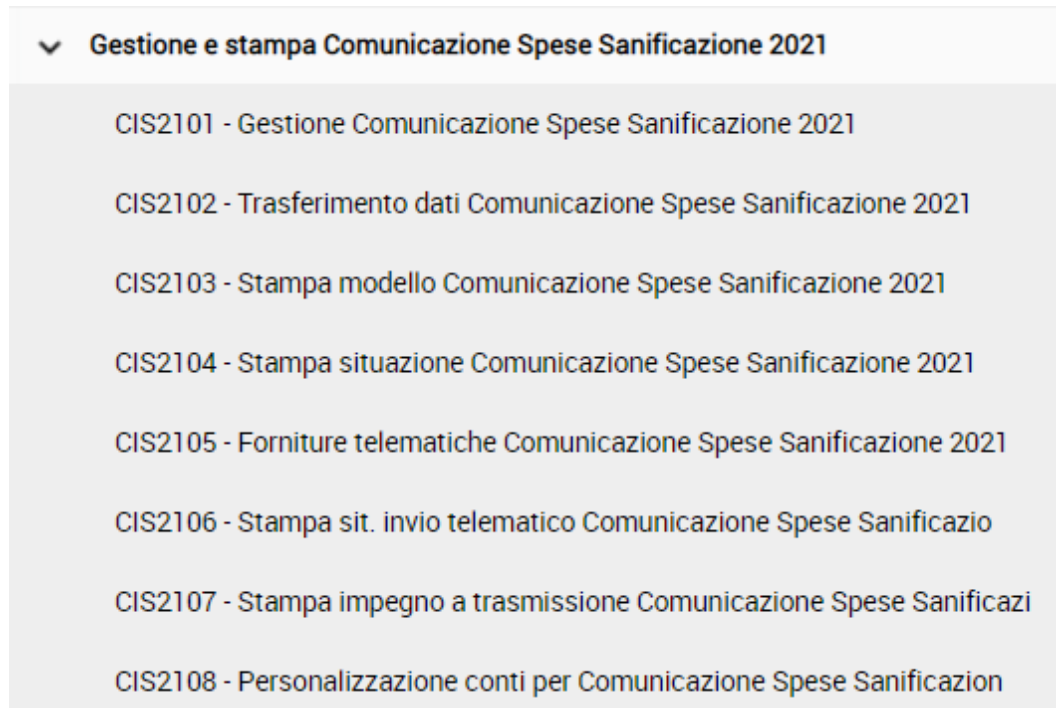 Gestione e stampa Comunicazione Spese Sanificazione 2021
CIS2101 - Gestione Comunicazione Spese Sanificazione 2021
CIS2102 - Trasferimento dati Comunicazione Spese Sanificazione 2021
CIS2103 - Stampa modello Comunicazione Spese Sanificazione 2021
CIS2104 - Stampa situazione Comunicazione Spese Sanificazione 2021
CIS2105 - Forniture telematiche Comunicazione Spese Sanificazione 2021
CIS2106 - Stampa sit. invio telematico Comunicazione Spese Sanificazio
CIS2107 - Stampa impegno a trasmissione Comunicazione Spese Sanificazi
CIS2108 - Personalizzazione conti per Comunicazione Spese Sanificazion